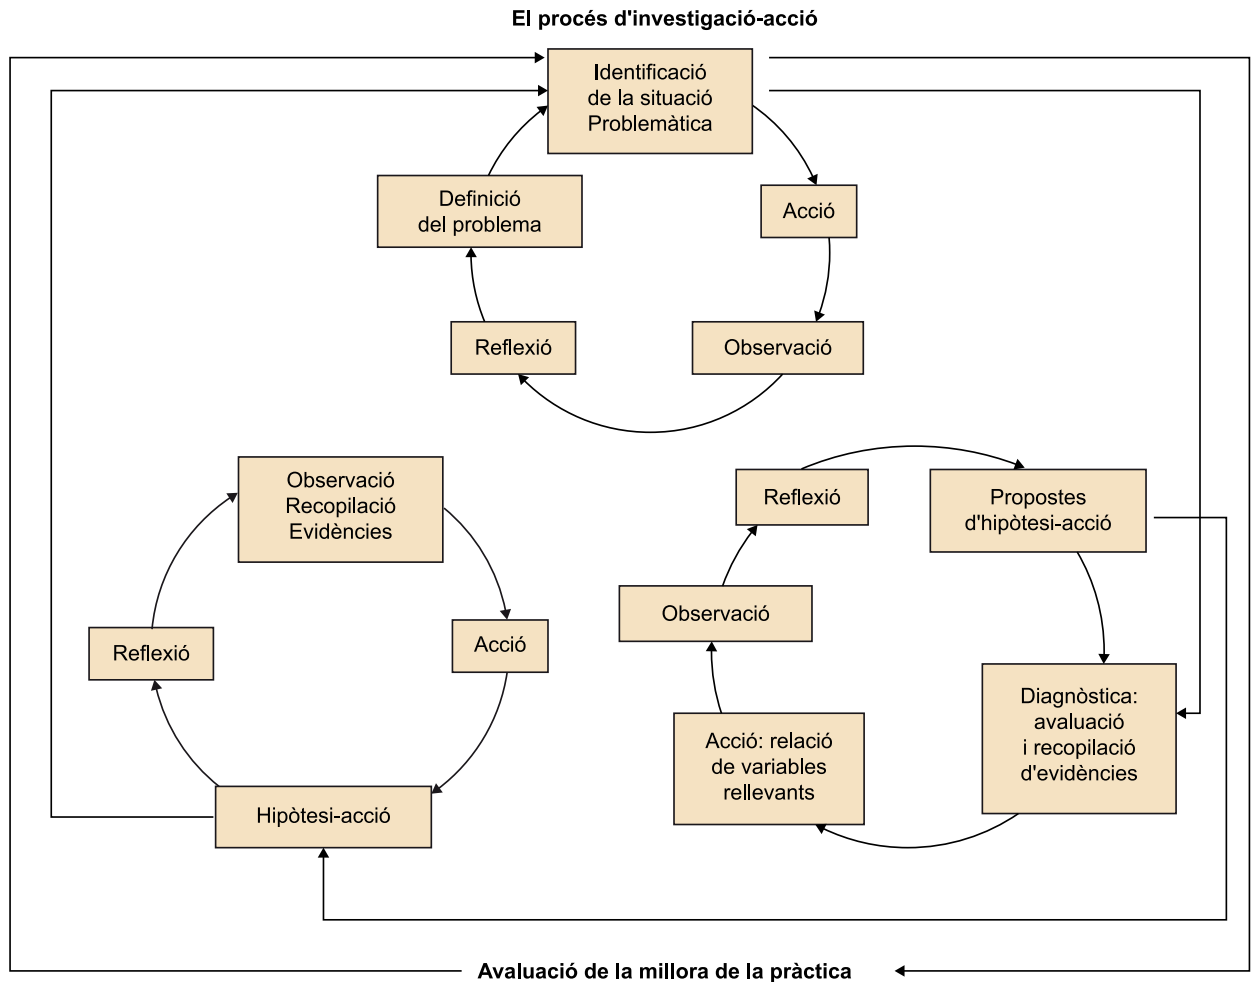 El procés d'investigació-acció
Identificació
de la situació
Problemàtica
Definició
del problema
Acció
Reflexió
Observació
Observació
Recopilació
Evidències
Reflexió
Acció
Hipòtesi-acció
Reflexió
Propostes
d'hipòtesi-acció
Observació
Acció: relació
de variables
rellevants
Diagnòstica:
avaluació
i recopilació
d'evidències
Avaluació de la millora de la pràctica